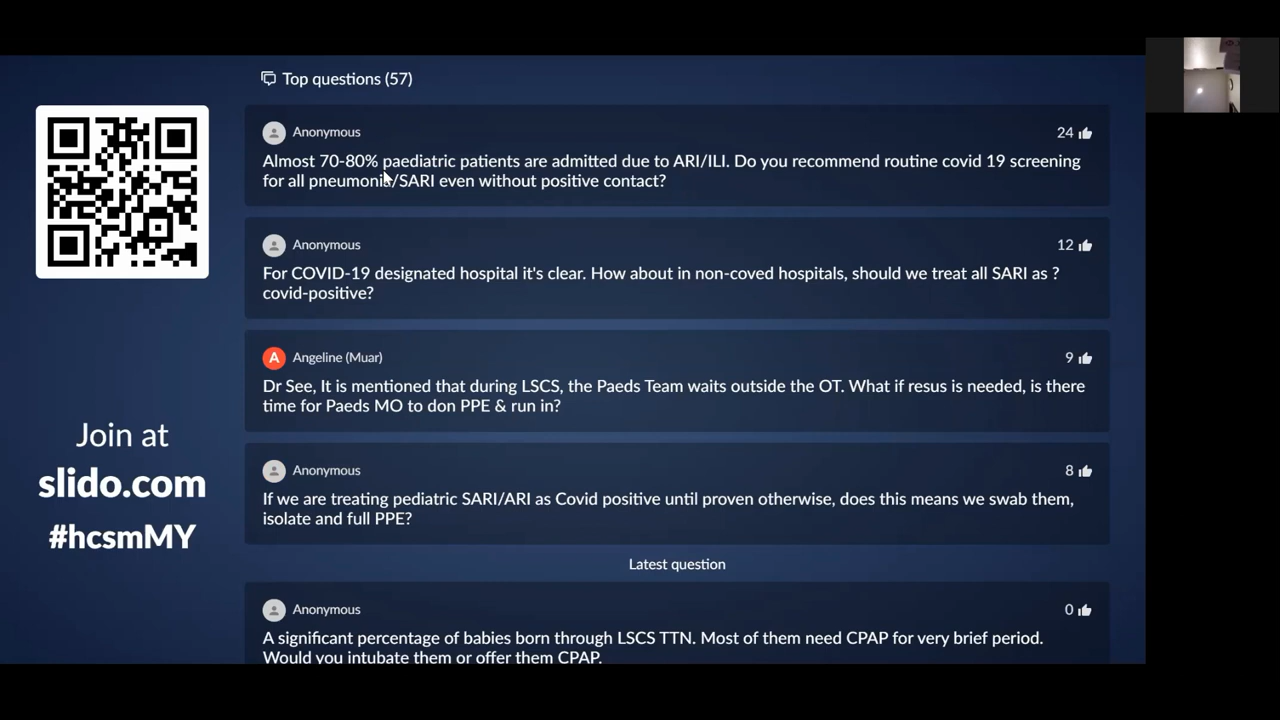 Top questions (57)
Anonymous
24
Almost 70-80% paediatric patients are admitted due to ARI/ILI. Do you recommend routine covid 19 screening
for all pneumonia/SARI even without positive contact?
Anonymous
12
For COVID-19 designated hospital it's clear. How about in non-coved hospitals, should we treat all SARI as ?
covid-positive?
A
Angeline (Muar)
9
Dr See, It is mentioned that during LSCS, the Paeds Team waits outside the OT. What if resus is needed, is there
time for Paeds MO to don PPE & run in?
Anonymous
8
If we are treating pediatric SARI/ARI as Covid positive until proven otherwise, does this means we swab them,
isolate and full PPE?
Latest question
Anonymous
0
A significant percentage of babies born through LSCS TTN. Most of them need CPAP for very brief period.
Would you intubate them or offer them CPAP.
Join at
slido.com
#hcsmMY